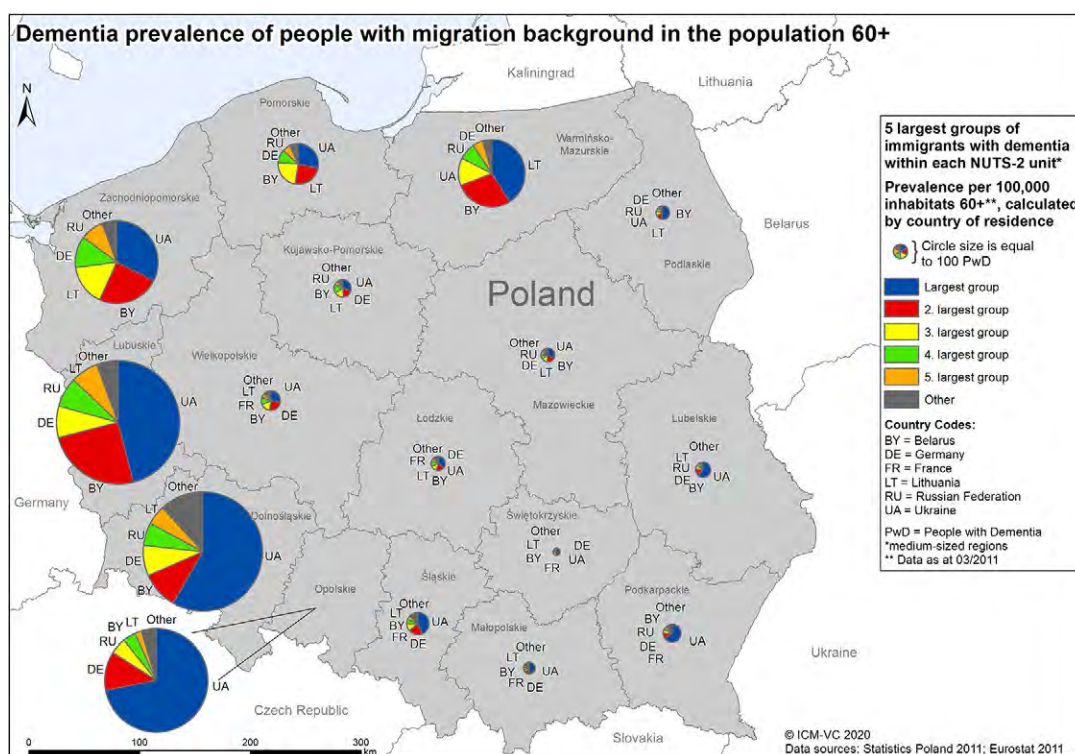 Dementia prevalence of people with migration background in the population 60+
Kaliningrad
Lithuania
N
Pomorskie
Other
RU
UA
DE
BY
LT
Other
DE
RU
UA
LT
BY
Warmińsko-
Mazurskie
DE
Other
RU
BY
UA
LT
Belarus
Podlaskie
Zachodniopomorskie
Other
RU
UA
DE
LT
BY
Kujawsko-Pomorskie
Other
RU
UA
BY
DE
LT
Poland
Other
UA
RU
DE
BY
LT
Mazowieckie
Lubuskie
Other
LT
RU
UA
DE
BY
Wielkopolskie
Other
LT
UA
FR
DE
BY
Łódzkie
Other
DE
FR
UA
LT
BY
Lubelskie
Other
LT
RU
UA
DE
BY
Germany
Dolnośląskie
Other
LT
RU
UA
DE
BY
Świętokrzyskie
Other
LT
DE
BY
UA
FR
Opolskie
BY
LT
Other
RU
DE
UA
Śląskie
Other
LT
BY
UA
FR
DE
Małopolskie
Other
LT
BY
UA
FR
DE
Podkarpackie
Other
BY
RU
UA
DE
FR
Ukraine
Czech Republic
Slovakia
0
100
200
300
km
5 largest groups of
immigrants with dementia
within each NUTS-2 unit*
Prevalence per 100,000
inhabitats 60+**, calculated
by country of residence
Circle size is equal
to 100 PwD
Largest group
2. largest group
3. largest group
4. largest group
5. largest group
Other
Country Codes:
BY = Belarus
DE = Germany
FR = France
LT = Lithuania
RU = Russian Federation
UA = Ukraine
PwD = People with Dementia
*medium-sized regions
** Data as at 03/2011
© ICM-VC 2020
Data sources: Statistics Poland 2011; Eurostat 2011